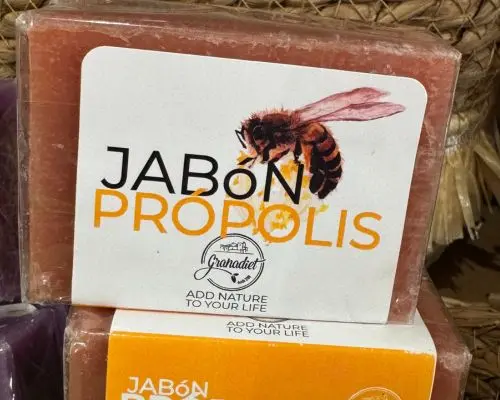 JABóN
PRÓPOLIS
Granadiet
ADD NATURE
TO YOUR LIFE
ADD NATURE
TO YOUR LIFE
JABóN